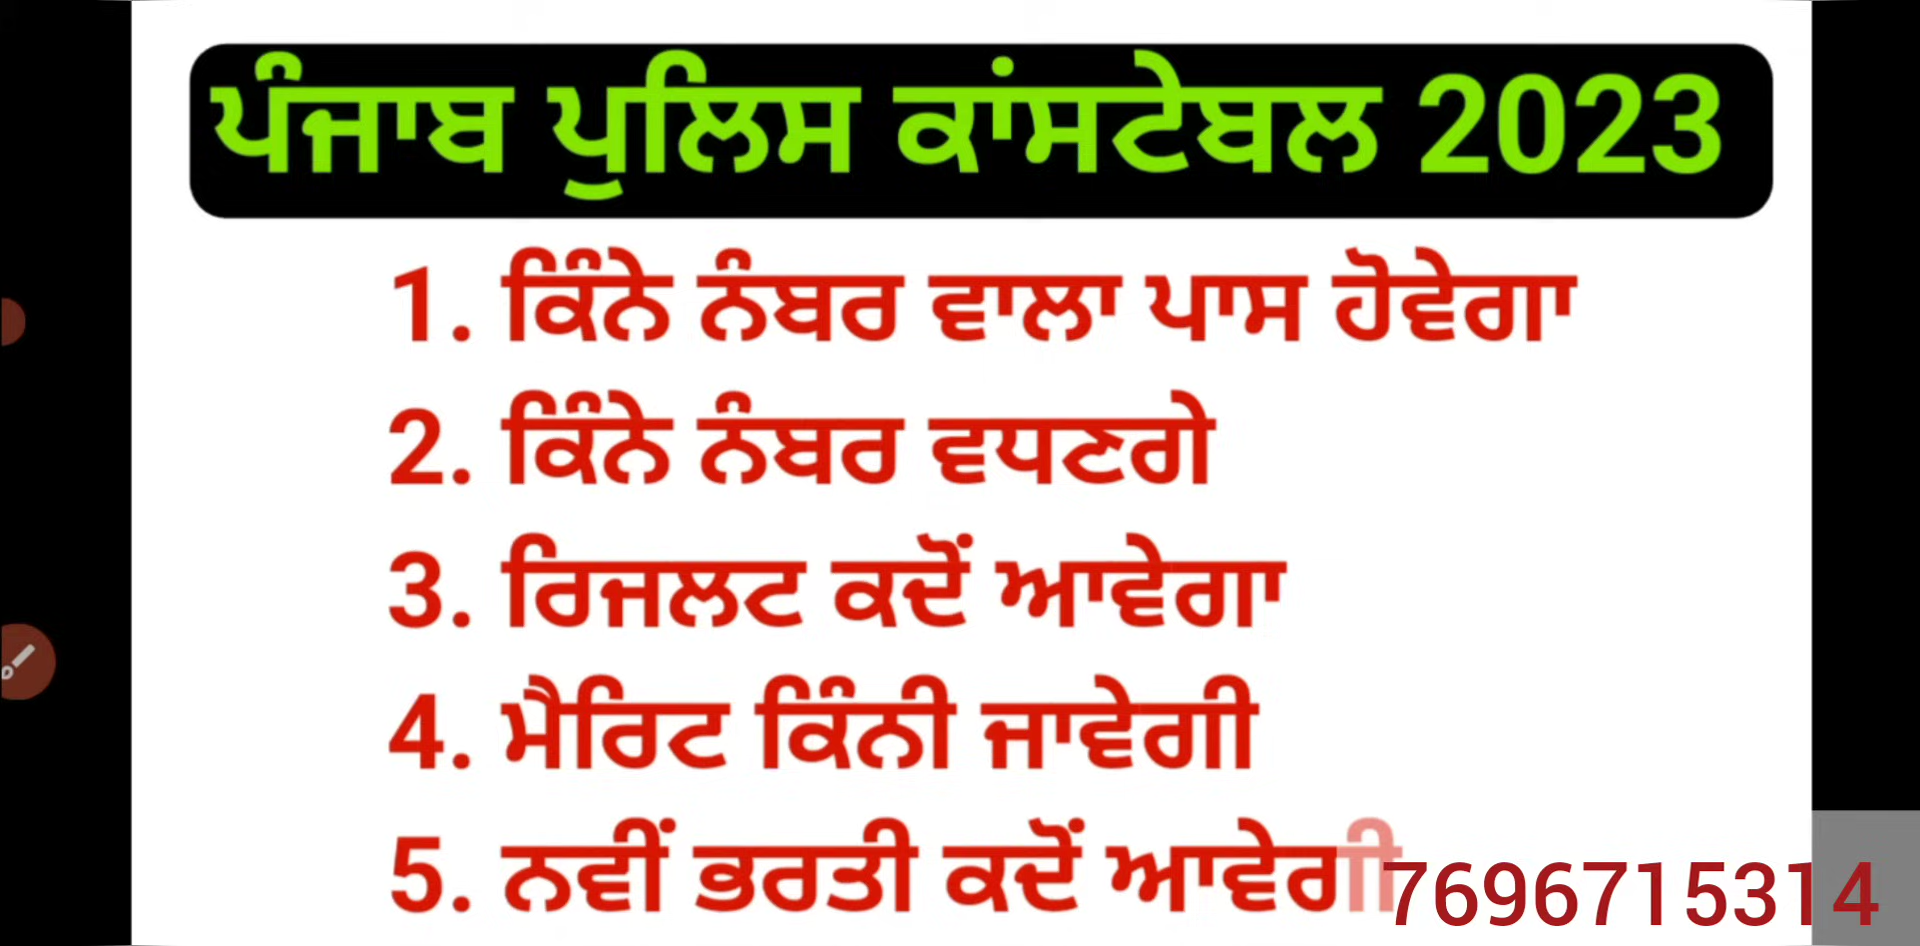 ਪੰਜਾਬ ਪੁਲਿਸ ਕਾਂਸਟੇਬਲ 2023
1. ਕਿੰਨੇ ਨੰਬਰ ਵਾਲਾ ਪਾਸ ਹੋਵੇਗਾ
2. ਕਿੰਨੇ ਨੰਬਰ ਵਧਣਗੇ
3. ਰਿਜਲਟ ਕਦੋਂ ਆਵੇਗਾ
4. ਮੈਰਿਟ ਕਿੰਨੀ ਜਾਵੇਗੀ
5. ਨਵੀਂ ਭਰਤੀ ਕਦੋਂ ਆਵੇਗੀ
7696715314